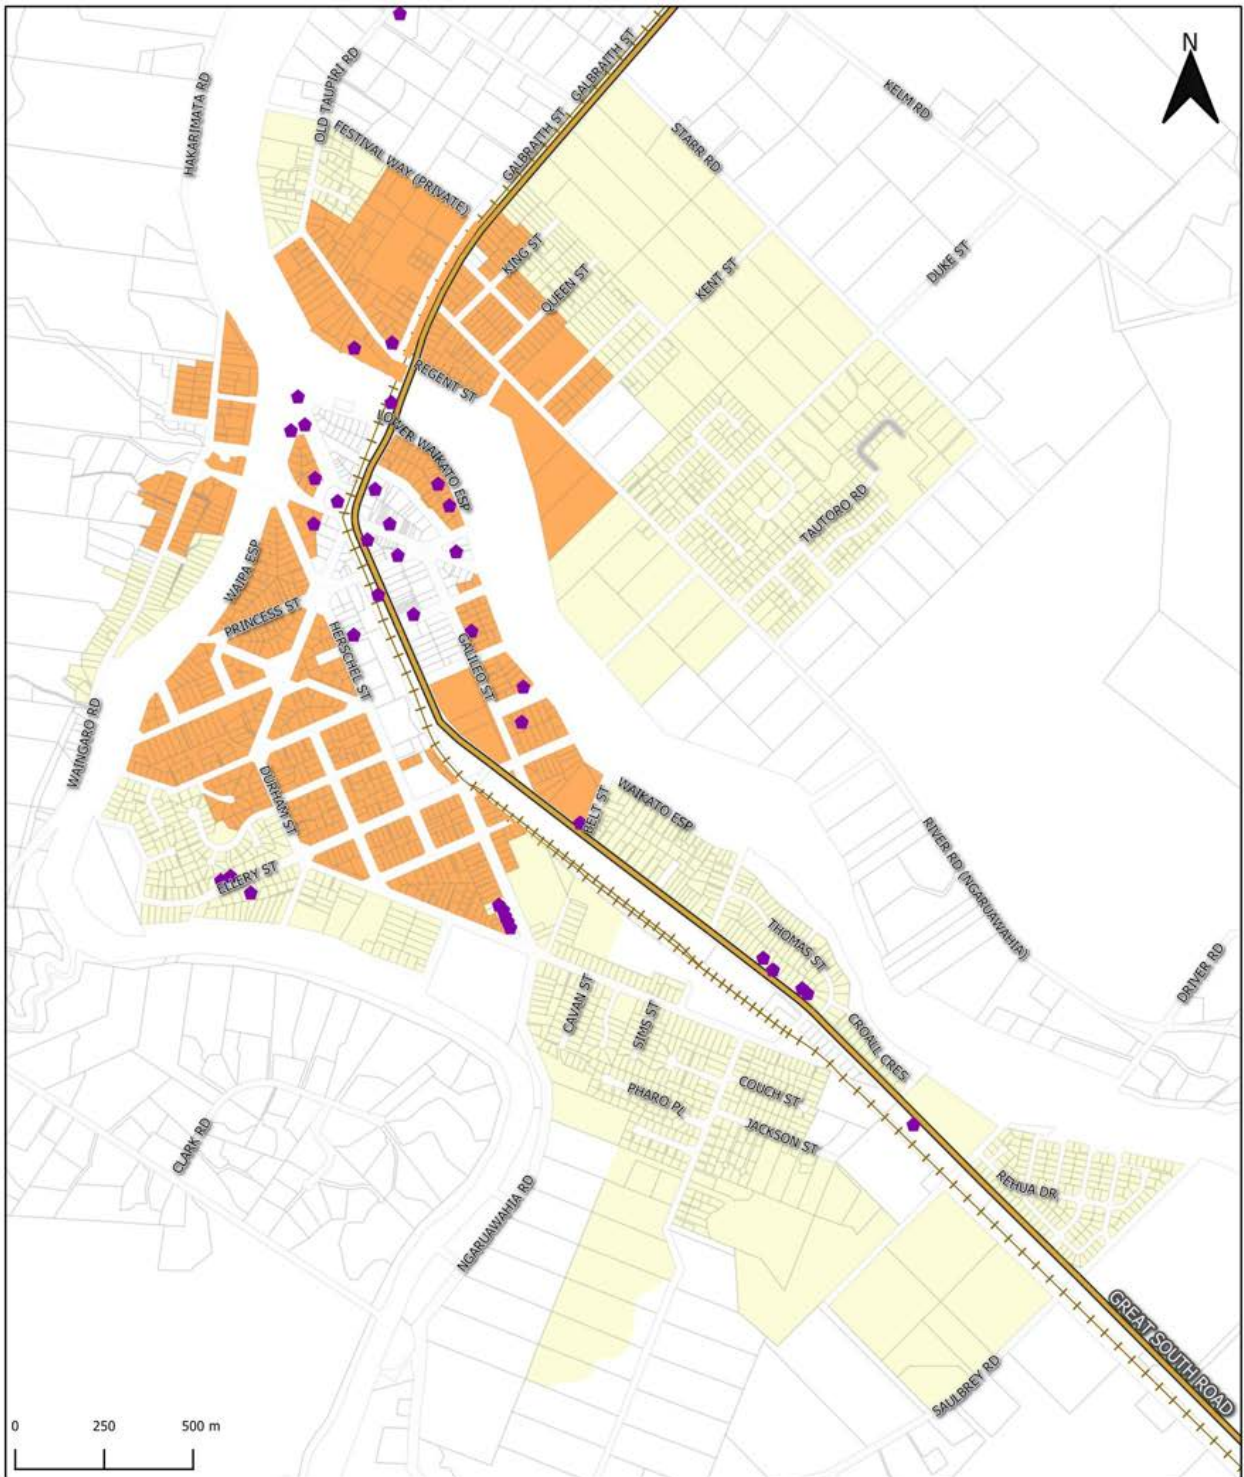 N
HAKARIMATA RD
OLD TAUPIRI RD
GALBRAITH ST
GALBRAITH ST
KELM RD
STARR RD
FESTIVAL WAY (PRIVATE)
KING ST
QUEEN ST
KENT ST
DUKE ST
REGENT ST
LOWER WAIKATO ESP
TAUTORO RD
WAIPA ESP
PRINCESS ST
HERSCHEL ST
GALILEO ST
WAINGARO RD
DURHAM ST
BELT ST
WAIKATO ESP
ELLERY ST
RIVER RD (NGARUAWAHIA)
THOMAS ST
DRIVER RD
CAVAN ST
SIMS ST
CROALL CRES
COUCH ST
PHARO PL
JACKSON ST
CLARK RD
NGARUAWAHIA RD
REHUA DR
GREAT SOUTH ROAD
SAULBREY RD
0 250 500 m